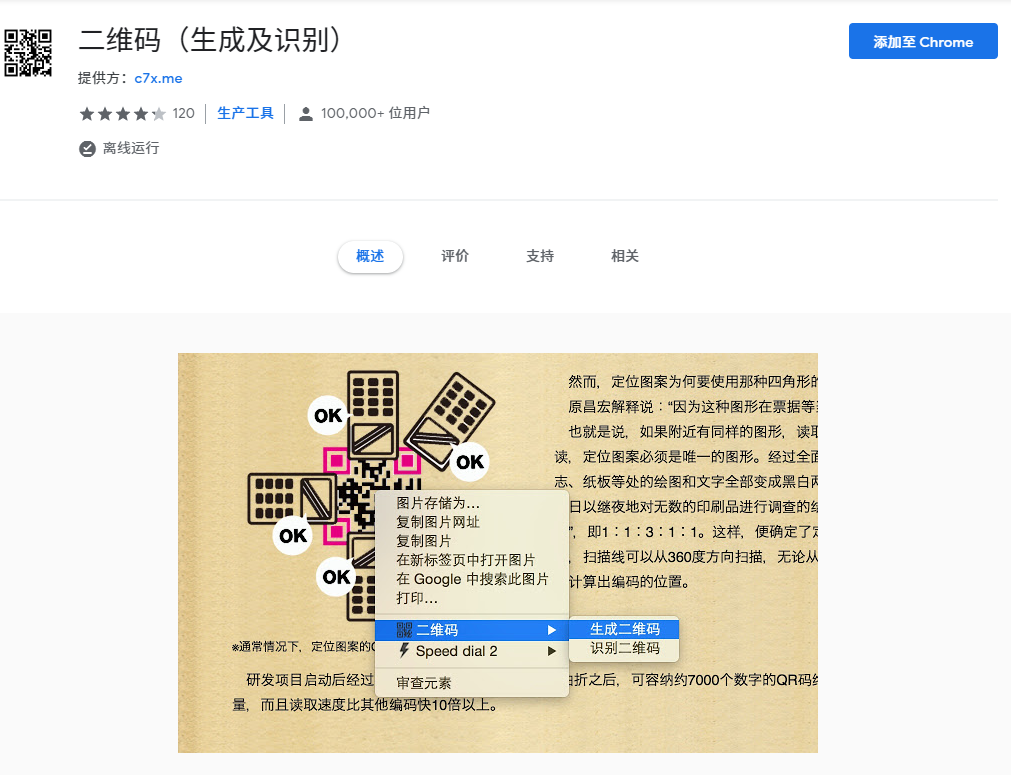 二维码（生成及识别）
添加至 Chrome
提供方：c7x.me
120
生产工具
100,000+ 位用户
离线运行
概述
评价
支持
相关
OK
OK
OK
OK
然而，定位图案为何要使用那种四角形的
原昌宏解释说：“因为这种图形在票据等
也就是说，如果附近有同样的图形，读取
读，定位图案必须是唯一的图形。经过全面
志、纸板等处的绘图和文字全部变成黑白两
日以继夜地对无数的印刷品进行调查的结
”，即1：1：3：1：1。这样，便确定了定
，扫描线可以从360度方向扫描，无论从
计算出编码的位置。
图片存储为…
复制图片网址
复制图片
在新标签页中打开图片
在 Google 中搜索此图片
打印…
二维码
Speed dial 2
审查元素
生成二维码
识别二维码
※通常情况下，定位图案的
研发项目启动后经过
折之后，可容纳约7000个数字的QR码
量，而且读取速度比其他编码快10倍以上。